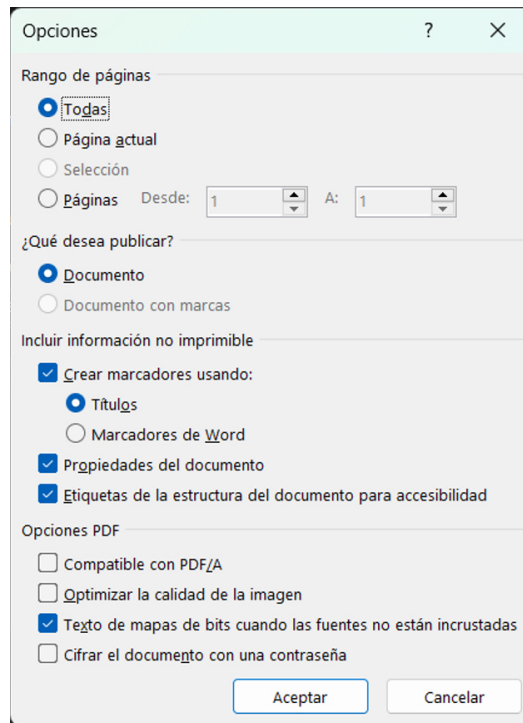 Opciones ? ×
Rango de páginas
Todas
Página actual
Selección
Páginas Desde: 1 A: 1
¿Qué desea publicar?
Documento
Documento con marcas
Incluir información no imprimible
Crear marcadores usando:
Títulos
Marcadores de Word
Propiedades del documento
Etiquetas de la estructura del documento para accesibilidad
Opciones PDF
Compatible con PDF/A
Optimizar la calidad de la imagen
Texto de mapas de bits cuando las fuentes no están incrustadas
Cifrar el documento con una contraseña
Aceptar Cancelar